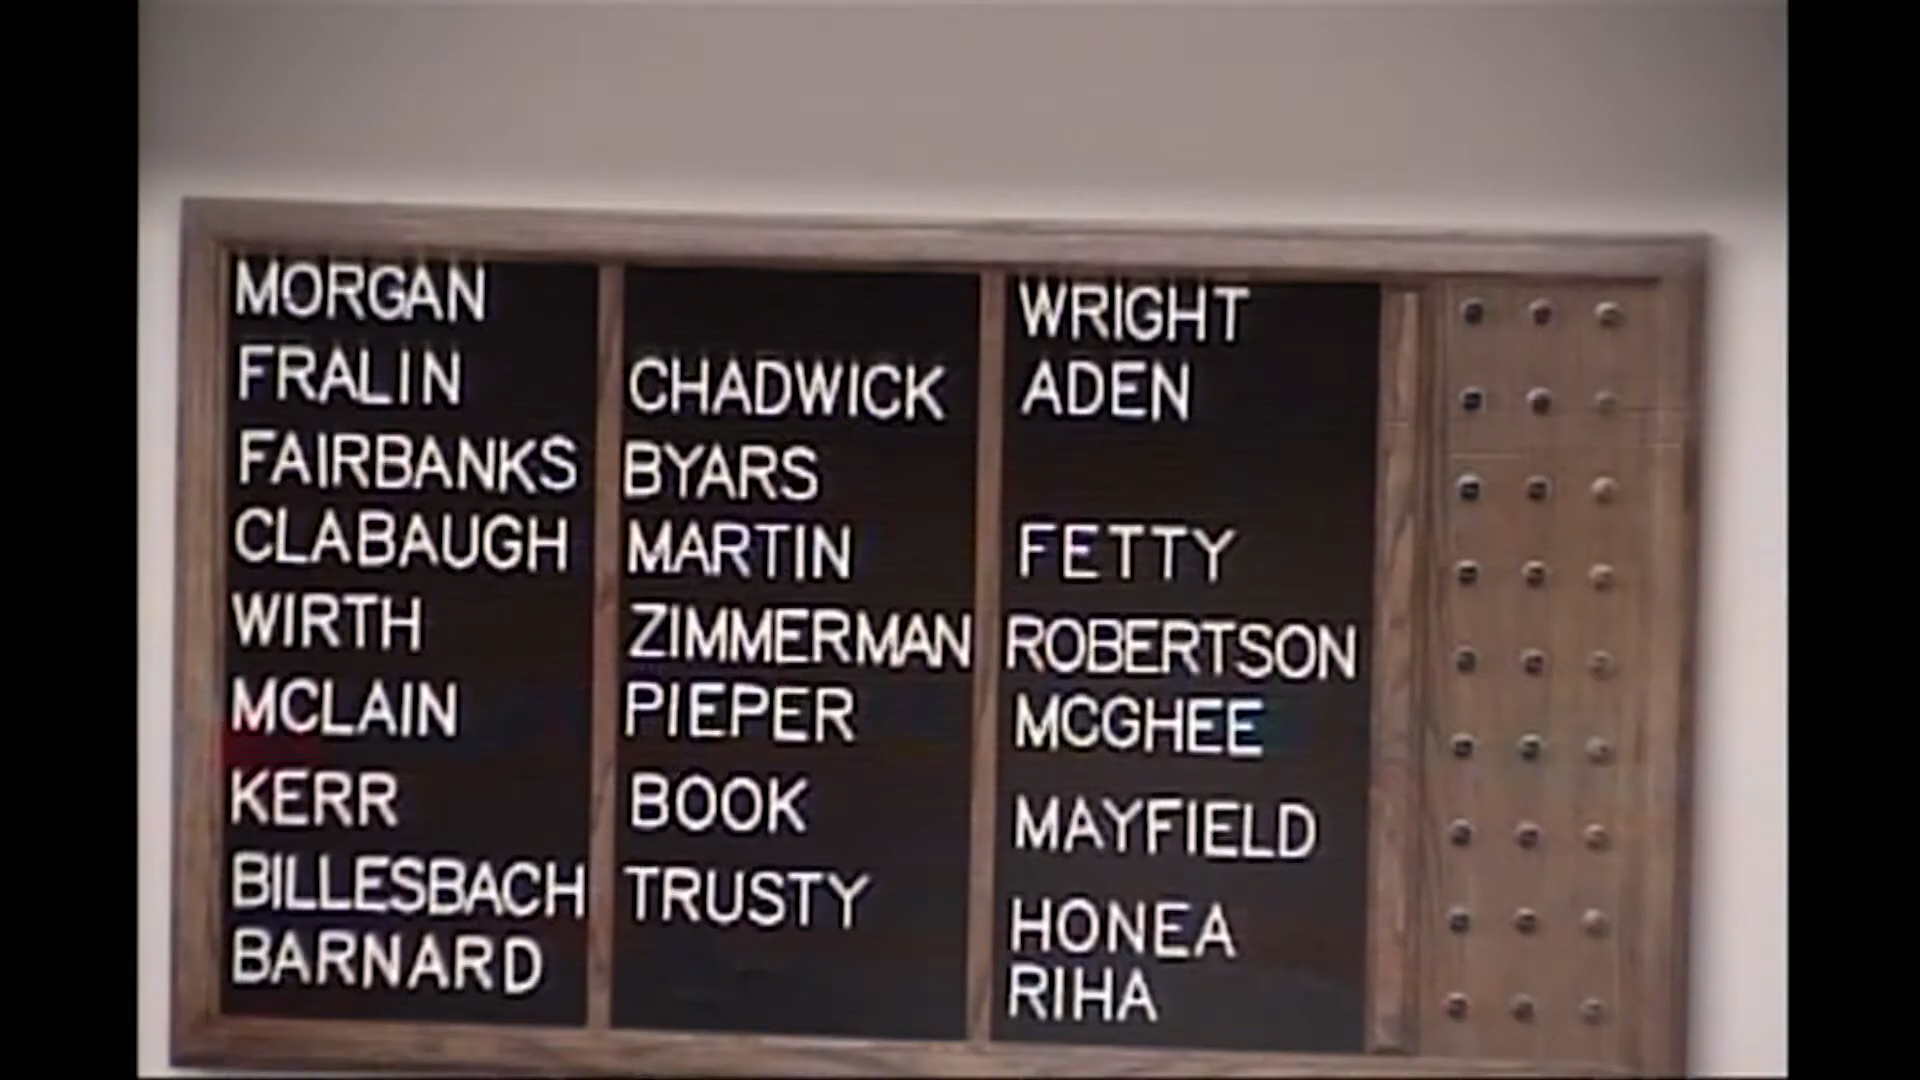 MORGAN
FRALIN
FAIRBANKS
CLABAUGH
WIRTH
MCLAIN
KERR
BILLESBACH
BARNARD
CHADWICK
BYARS
MARTIN
ZIMMERMAN
PIEPER
BOOK
TRUSTY
WRIGHT
ADEN
FETTY
ROBERTSON
MCGHEE
MAYFIELD
HONEA
RIHA